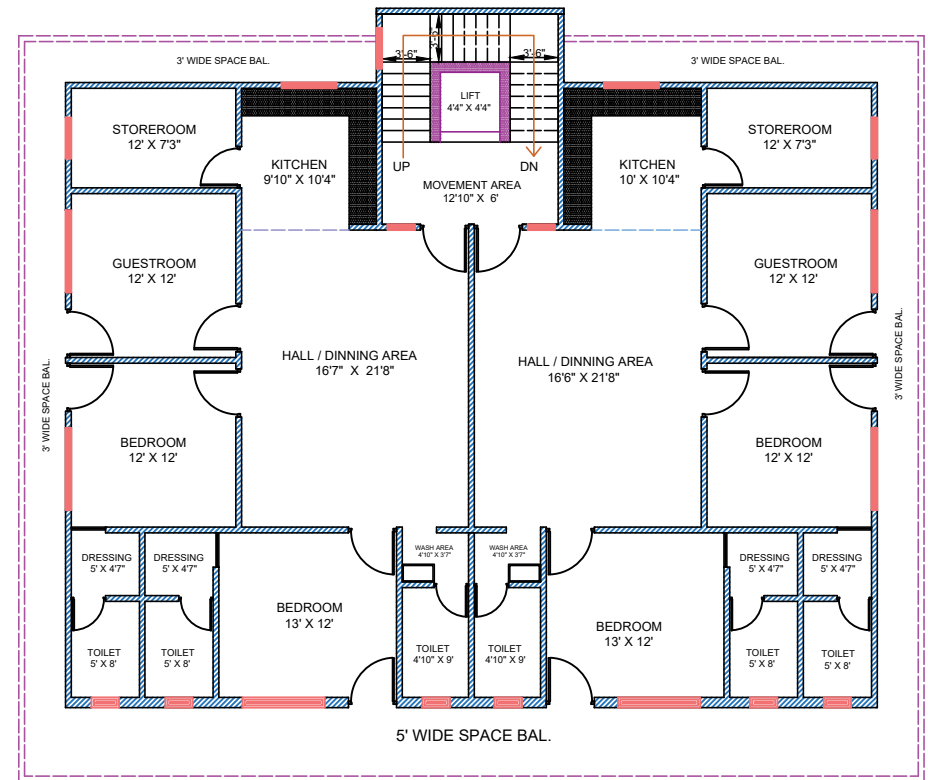 3'-6"
3'-6"
3'-6"
3' WIDE SPACE BAL.
3' WIDE SPACE BAL.
LIFT
4'4" X 4'4"
STOREROOM
12' X 7'3"
STOREROOM
12' X 7'3"
KITCHEN
9'10" X 10'4"
UP
DN
KITCHEN
10' X 10'4"
MOVEMENT AREA
12'10" X 6'
GUESTROOM
12' X 12'
GUESTROOM
12' X 12'
HALL / DINNING AREA
16'7" X 21'8"
HALL / DINNING AREA
16'6" X 21'8"
3' WIDE SPACE BAL.
3' WIDE SPACE BAL.
BEDROOM
12' X 12'
BEDROOM
12' X 12'
DRESSING
5' X 4'7"
DRESSING
5' X 4'7"
WASH AREA
4'10" X 3'7"
WASH AREA
4'10" X 3'7"
DRESSING
5' X 4'7"
DRESSING
5' X 4'7"
BEDROOM
13' X 12'
BEDROOM
13' X 12'
TOILET
5' X 8'
TOILET
5' X 8'
TOILET
4'10" X 9'
TOILET
4'10" X 9'
TOILET
5' X 8'
TOILET
5' X 8'
5' WIDE SPACE BAL.